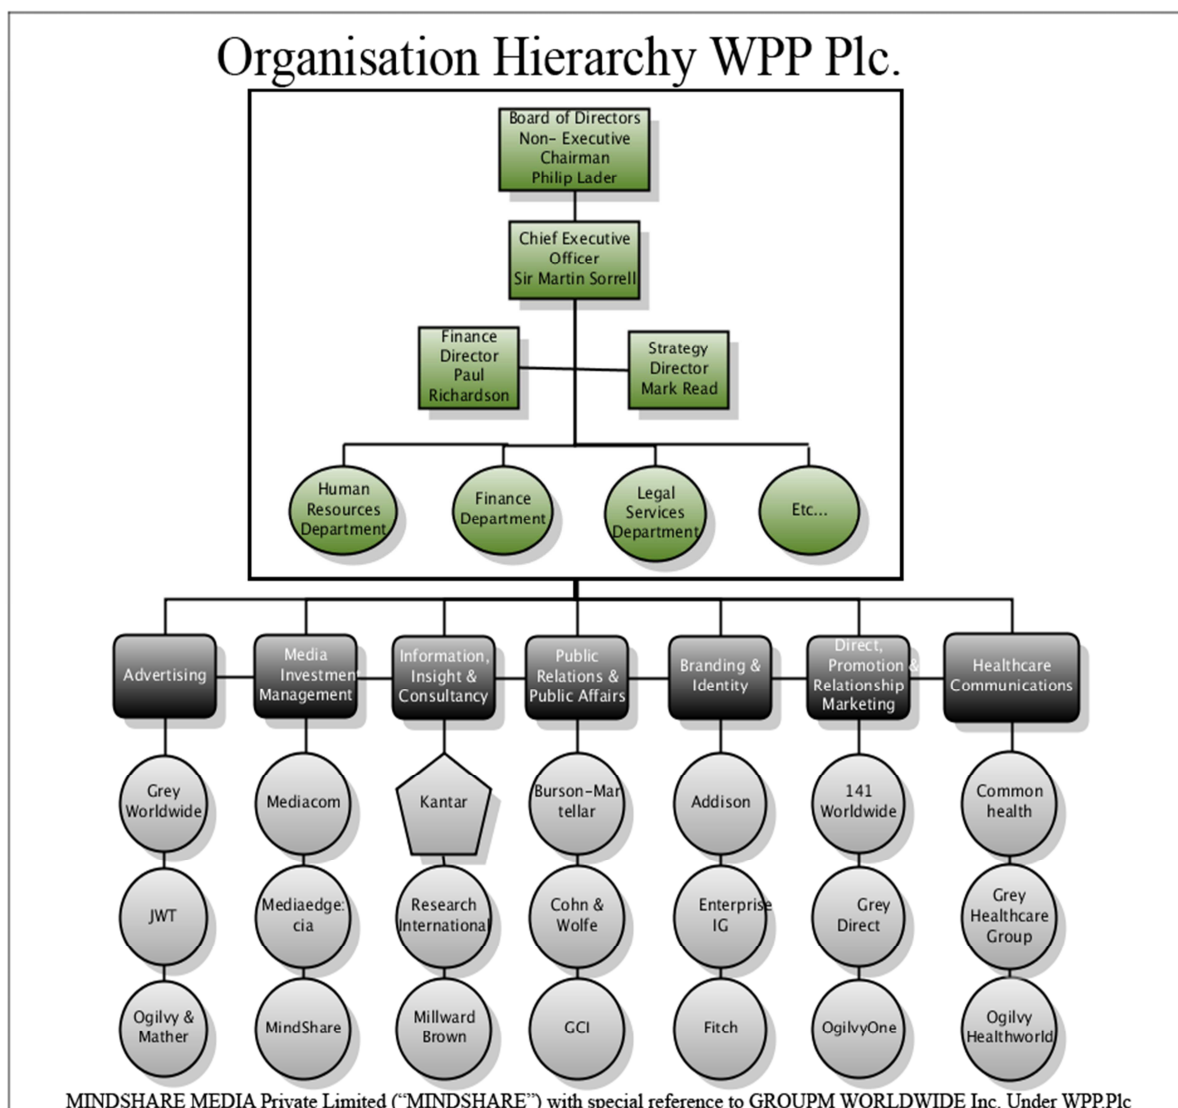 Organisation Hierarchy WPP Plc.
Board of Directors
Non- Executive
Chairman
Philip Lader
Chief Executive
Officer
Sir Martin Sorrell
Finance
Director
Paul
Richardson
Strategy
Director
Mark Read
Human
Resources
Department
Finance
Department
Legal
Services
Department
Etc...
Advertising
Media
Investment
Management
Information,
Insight &
Consultancy
Public
Relations &
Public Affairs
Branding &
Identity
Direct,
Promotion &
Relationship
Marketing
Healthcare
Communications
Grey
Worldwide
Mediacom
Kantar
Burson-Mar
tellar
Addison
141
Worldwide
Common
health
JWT
Mediaedge:
cia
Research
International
Cohn &
Wolfe
Enterprise
IG
Grey
Direct
Grey
Healthcare
Group
Ogilvy &
Mather
MindShare
Millward
Brown
GCI
Fitch
OgilvyOne
Ogilvy
Healthworld
MINDSHARE MEDIA Private Limited (“MINDSHARE”) with special reference to GROUPM WORLDWIDE Inc. Under WPP.Plc